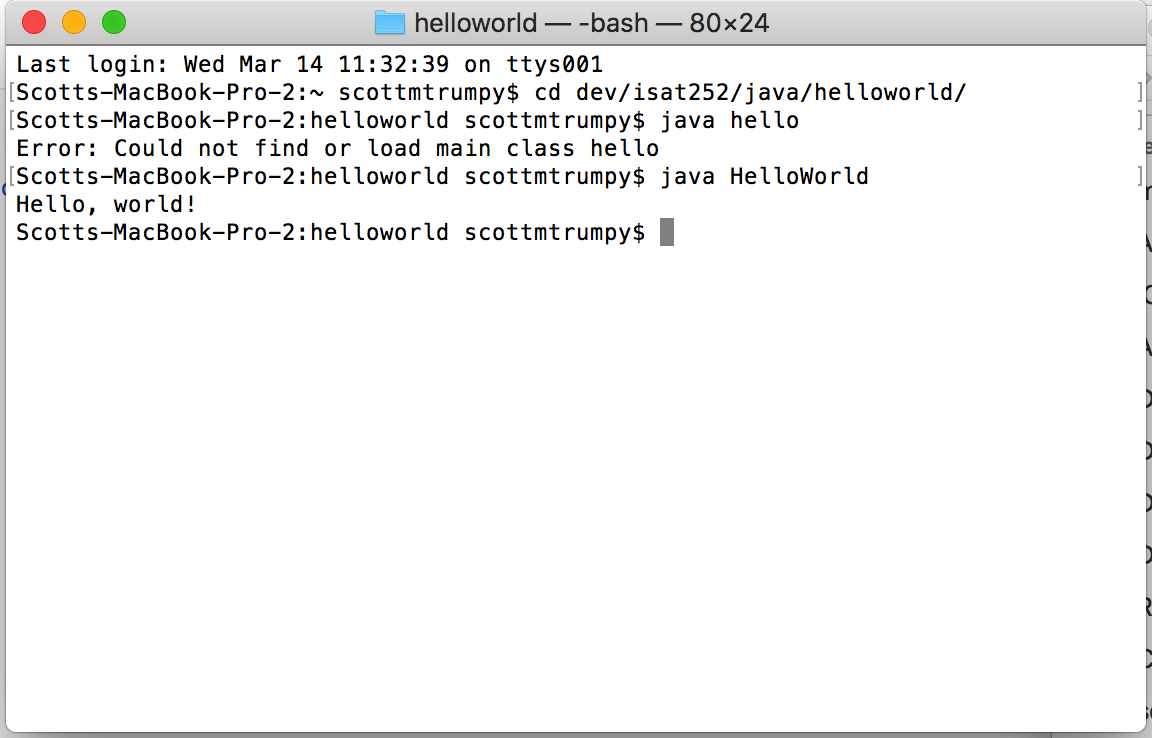 helloworld — -bash — 80×24
Last login: Wed Mar 14 11:32:39 on ttys001
[Scotts-MacBook-Pro-2:~ scottmtrumpy$ cd dev/isat252/java/helloworld/ ]
[Scotts-MacBook-Pro-2:helloworld scottmtrumpy$ java hello ]
Error: Could not find or load main class hello
[Scotts-MacBook-Pro-2:helloworld scottmtrumpy$ java HelloWorld ]
Hello, world!
Scotts-MacBook-Pro-2:helloworld scottmtrumpy$